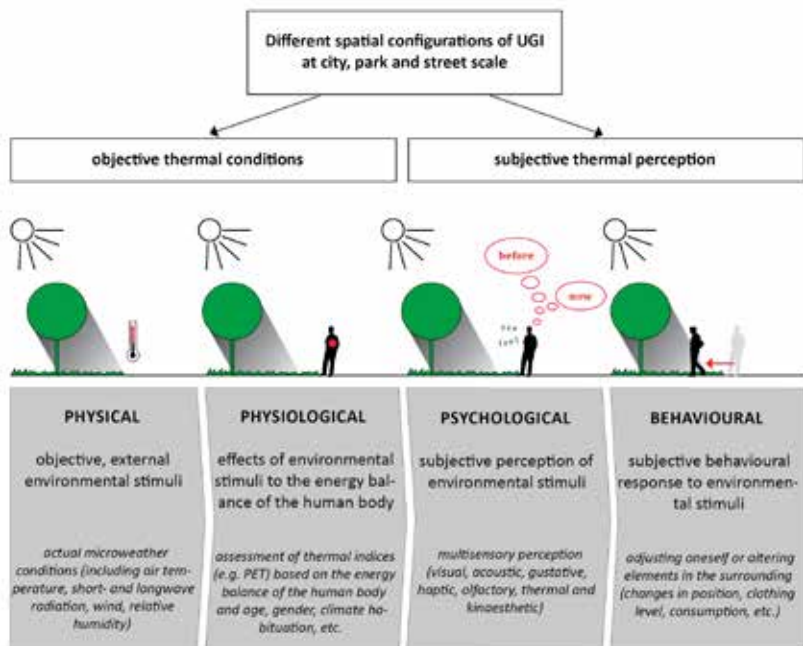 Different spatial configurations of UGI
at city, park and street scale
objective thermal conditions
subjective thermal perception
before
now
PHYSICAL
objective, external
environmental stimuli
actual microweather
conditions (including air tem-
perature, short- and longwave
radiation, wind, relative
humidity)
PHYSIOLOGICAL
effects of environmental
stimuli to the energy bal-
ance of the human body
assessment of thermal indices
(e.g. PET) based on the energy
balance of the human body
and age, gender, climate ha-
bituation, etc.
PSYCHOLOGICAL
subjective perception of
environmental stimuli
multisensory perception
(visual, acoustic, gustative,
haptic, olfactory, thermal and
kinaesthetic)
BEHAVIOURAL
subjective behavioural
response to environmen-
tal stimuli
adjusting oneself or altering
elements in the surrounding
(changes in position, clothing
level, consumption, etc.)